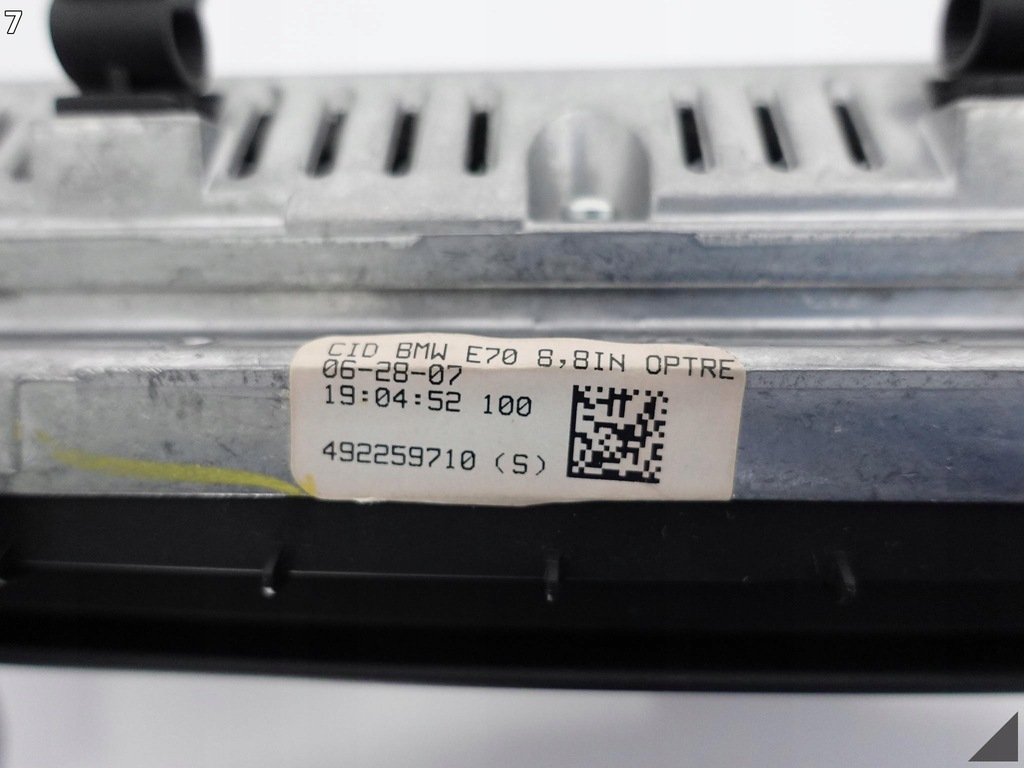 7
CID BMW E70 8,8IN OPTRE
06-28-07
19:04:52 100
492259710 (S)